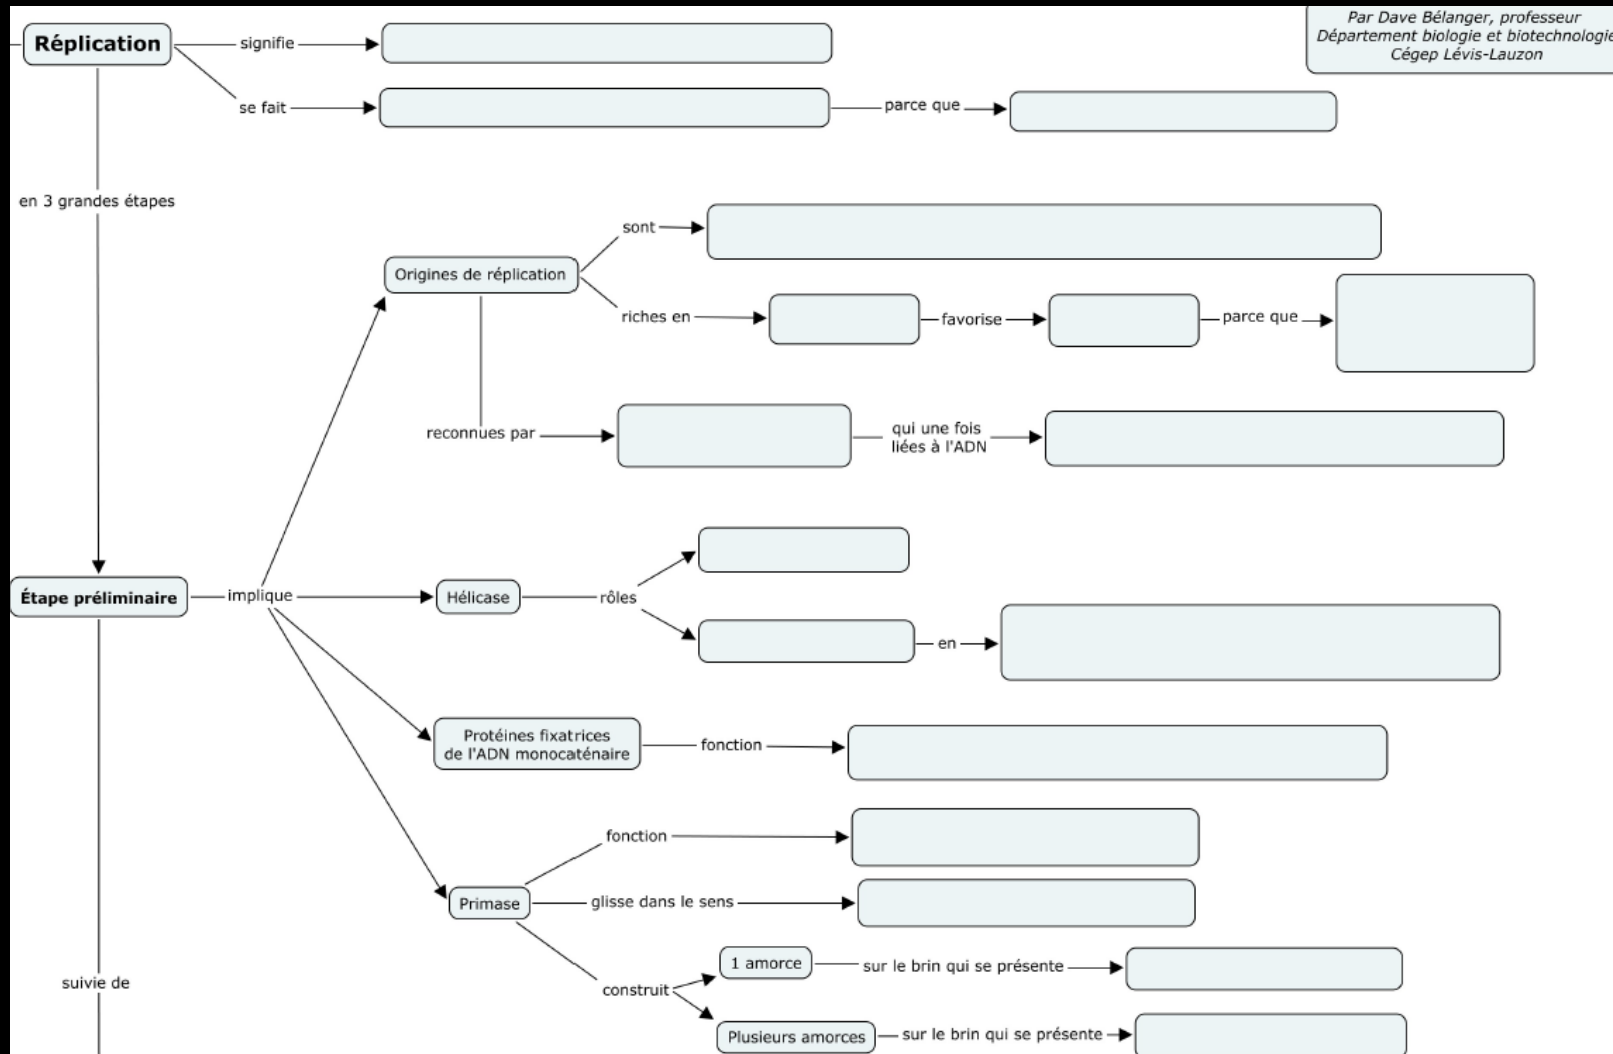 Par Dave Bélanger, professeur
Département biologie et biotechnologie
Cégep Lévis-Lauzon
Réplication
signifie
se fait
parce que
en 3 grandes étapes
sont
Origines de réplication
riches en
favorise
parce que
reconnues par
qui une fois
liées à l'ADN
Étape préliminaire
implique
Hélicase
rôles
en
Protéines fixatrices
de l'ADN monocaténaire
fonction
fonction
Primase
glisse dans le sens
construit
1 amorce
sur le brin qui se présente
Plusieurs amorces
sur le brin qui se présente
suivie de